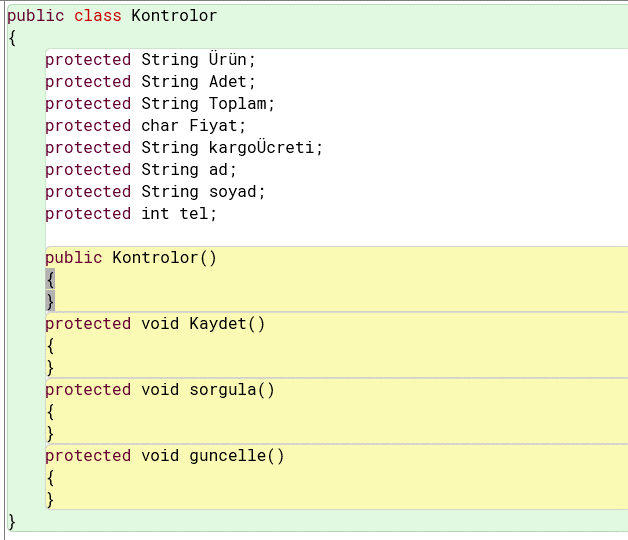 public class Kontrolor
{
protected String Ürün;
protected String Adet;
protected String Toplam;
protected char Fiyat;
protected String kargoÜcreti;
protected String ad;
protected String soyad;
protected int tel;
public Kontrolor()
{
}
protected void Kaydet()
{
}
protected void sorgula()
{
}
protected void guncelle()
{
}
}